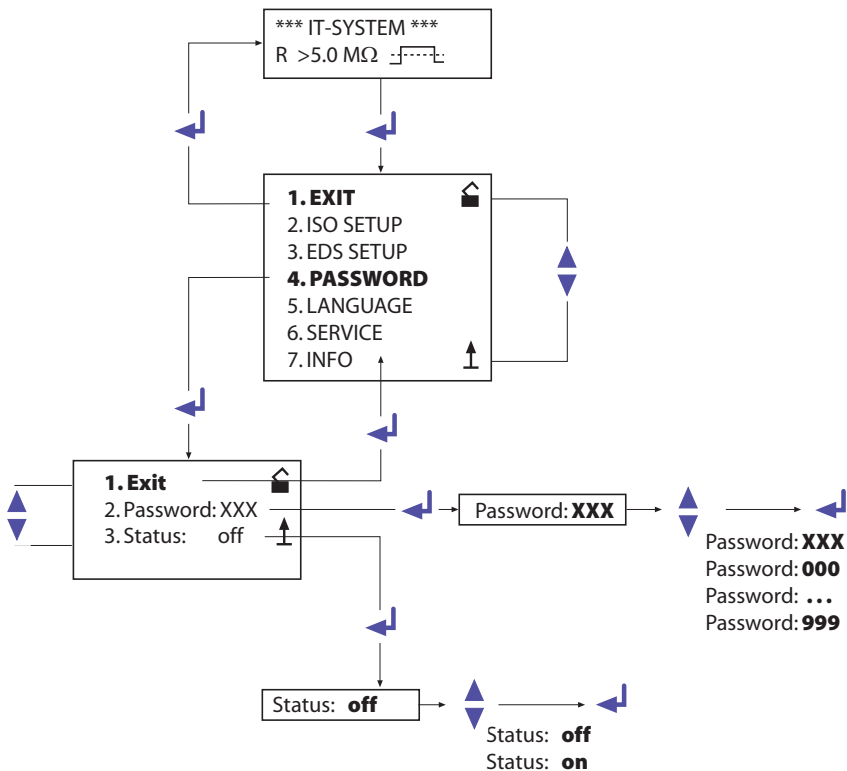 *** IT-SYSTEM ***
R >5.0 MΩ
1. EXIT
2. ISO SETUP
3. EDS SETUP
4. PASSWORD
5. LANGUAGE
6. SERVICE
7. INFO
1. Exit
2. Password: XXX
3. Status: off
Password: XXX
Password: XXX
Password: 000
Password: ...
Password: 999
Status: off
Status: off
Status: on